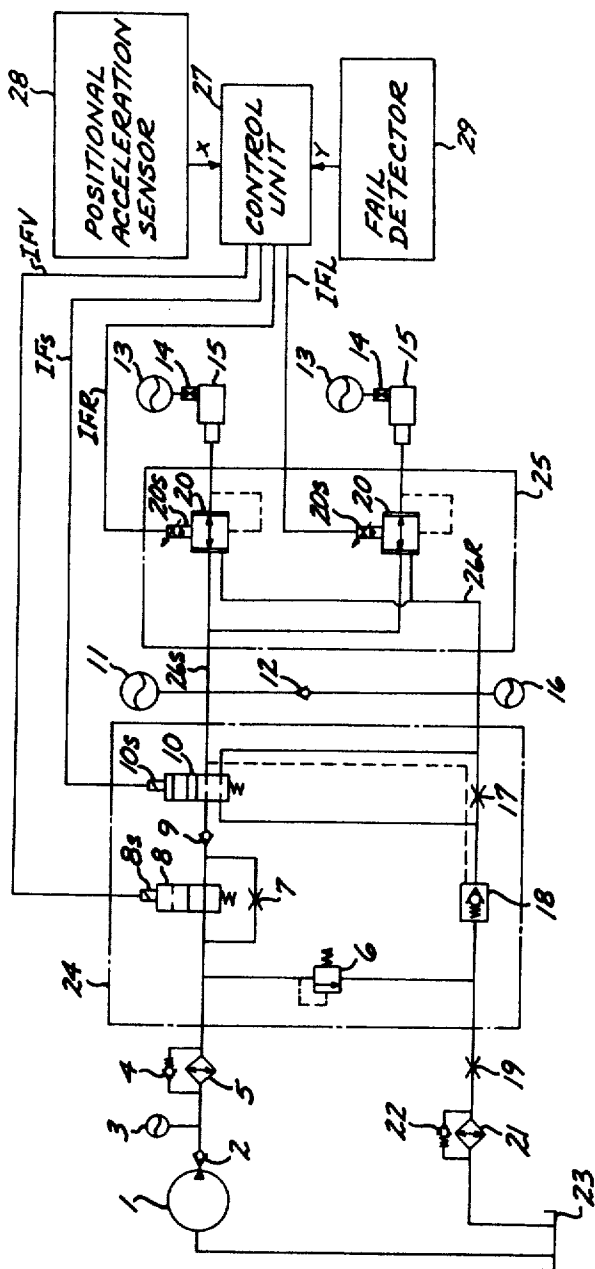 28
POSITIONAL
ACCELERATION
SENSOR
X
27
CONTROL
UNIT
Y
FAIL
DETECTOR
29
IFV
IFS
IFR
IFL
13
14
15
13
14
15
20S
20
20S
20
25
26R
26S
11
12
16
10S
10
9
8S
8
7
17
18
24
6
4
5
3
2
1
19
22
21
23